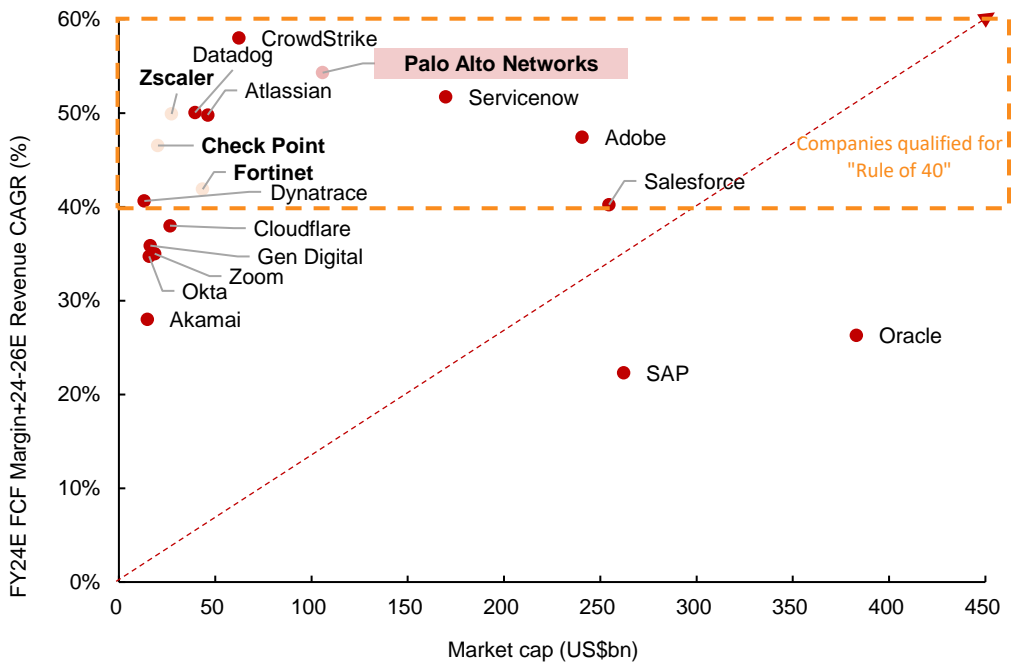 FY24E FCF Margin+24-26E Revenue CAGR (%)
60%
50%
40%
30%
20%
10%
0%
CrowdStrike
Datadog
Palo Alto Networks
Zscaler
Atlassian
Servicenow
Adobe
Companies qualified for
"Rule of 40"
Check Point
Fortinet
Dynatrace
Salesforce
Cloudflare
Gen Digital
Zoom
Okta
Akamai
Oracle
SAP
0
50
100
150
200
250
300
350
400
450
Market cap (US$bn)